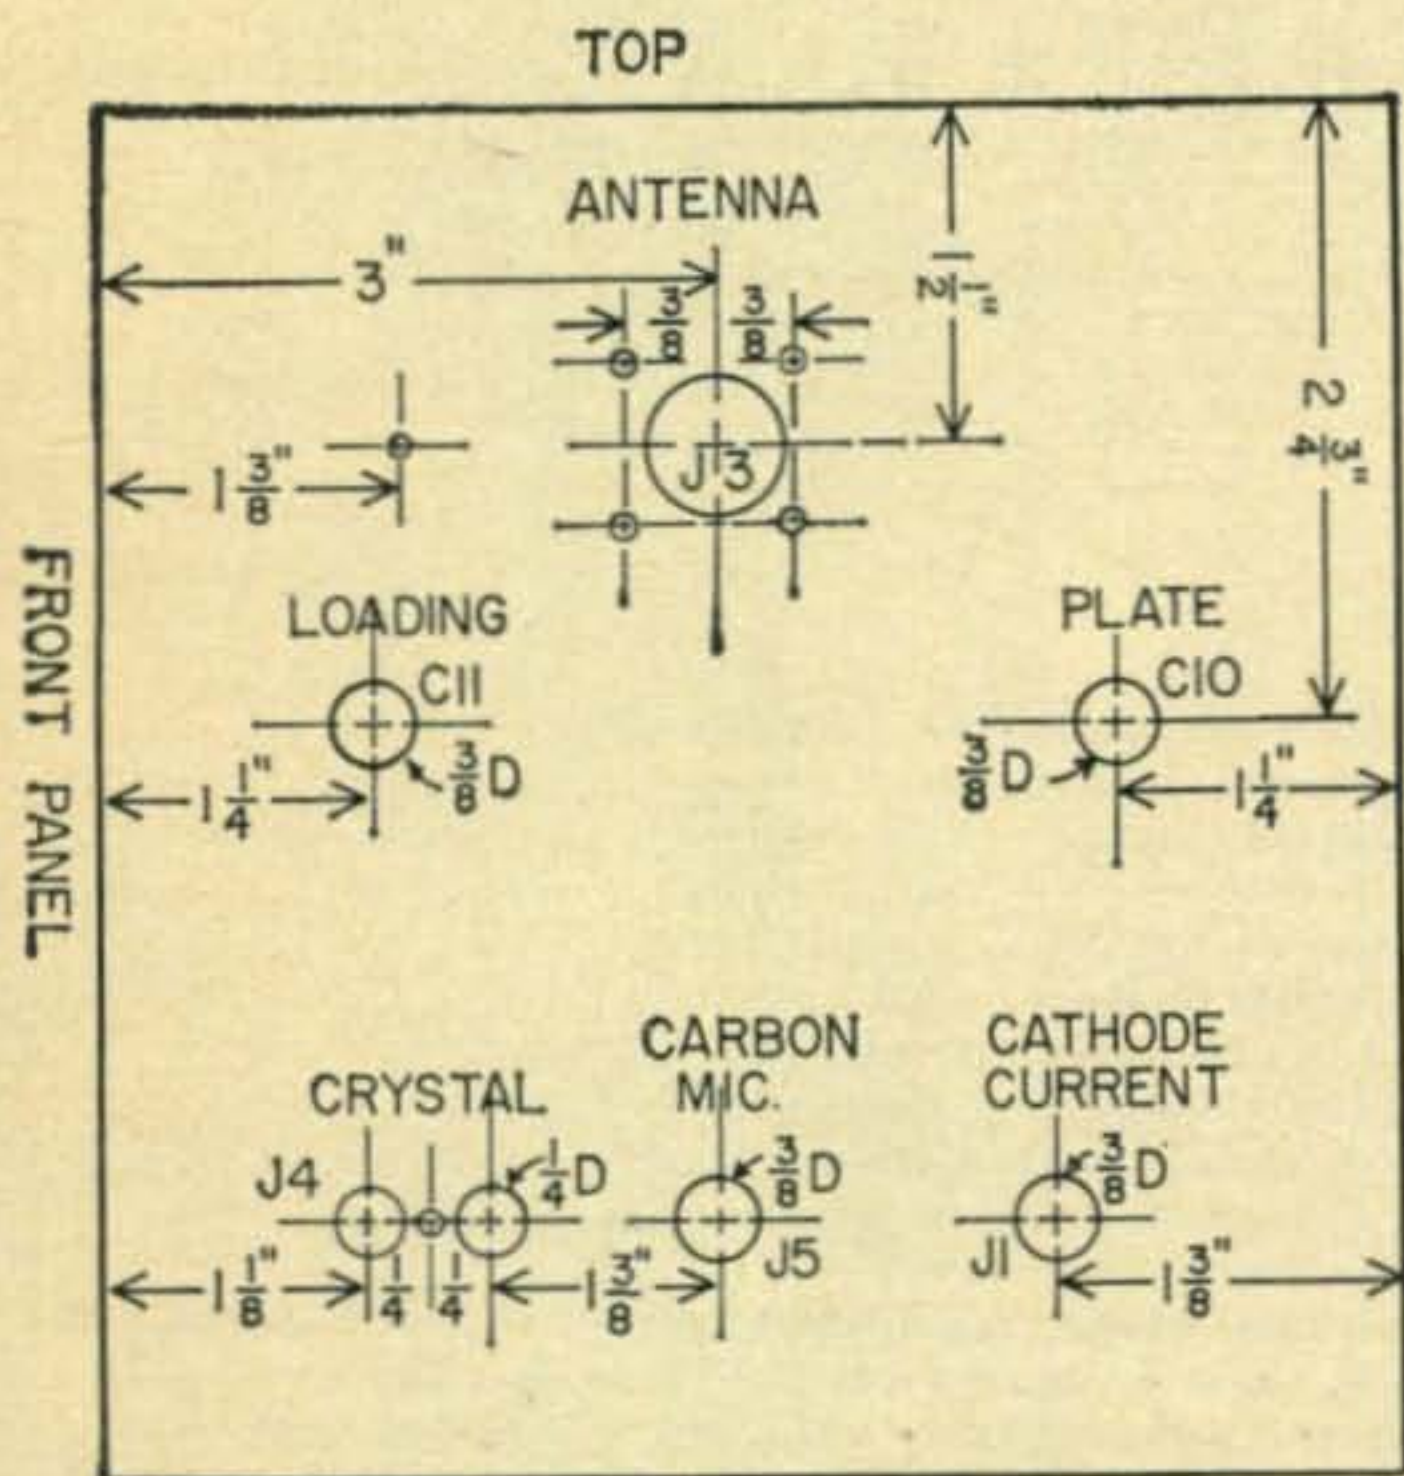 TOP
ANTENNA
3"
3/8 3/8
1 1/2"
2 3/4"
J13
1 3/8"
FRONT PANEL
LOADING
C11
3/8 D
1 1/4"
PLATE
C10
3/8 D
1 1/4"
CRYSTAL
J4
1/4 D
CARBON
MIC.
3/8 D
J5
CATHODE
CURRENT
3/8 D
J1
1 1/8" 1/4 1/4 1 3/8" 1 3/8"